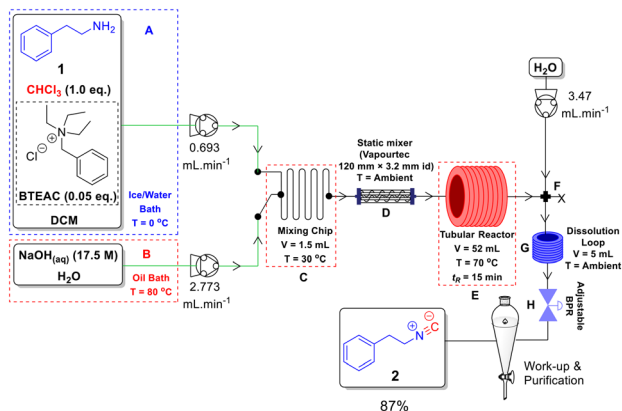 NH2
A
1
CHCl3 (1.0 eq.)
N
+
Cl
−
BTEAC (0.05 eq.)
DCM
Ice/Water
Bath
T = 0 °C
0.693
mL.min-1
NaOH(aq) (17.5 M)
H2O
B
Oil Bath
T = 80 °C
2.773
mL.min-1
Mixing Chip
V = 1.5 mL
T = 30 °C
C
Static mixer
(Vapourtec
120 mm × 3.2 mm id)
T = Ambient
D
Tubular Reactor
V = 52 mL
T = 70 °C
tR = 15 min
E
H2O
3.47
mL.min-1
F
X
G
Dissolution
Loop
V = 5 mL
T = Ambient
H
Adjustable
BPR
Work-up &
Purification
N
+
C
−
2
87%